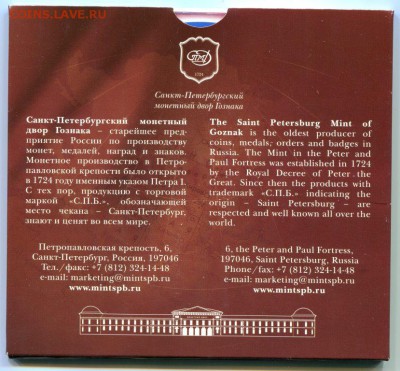 COINS.ЛАВЕ.RU
СПМД
1724
Санкт-Петербургский
монетный двор Гознака
Санкт-Петербургский монетный
двор Гознака – старейшее пред-
приятие России по производству
монет, медалей, наград и знаков.
Монетное производство в Петро-
павловской крепости было открыто
в 1724 году именным указом Петра I.
С тех пор, продукцию с торговой
маркой «С.П.Б.», обозначающей
место чекана – Санкт-Петербург,
знают и ценят во всем мире.
Петропавловская крепость, 6,
Санкт-Петербург, Россия, 197046
Тел./факс: +7 (812) 324-14-48
e-mail: marketing@mintspb.ru
www.mintspb.ru
The Saint Petersburg Mint of
Goznak is the oldest producer of
coins, medals, orders and badges in
Russia. The Mint in the Peter and
Paul Fortress was established in 1724
by the Royal Decree of Peter the
Great. Since then the products with
trademark «С.П.Б.» indicating the
origin – Saint Petersburg – are
respected and well known all over the
world.
6, the Peter and Paul Fortress,
197046, Saint Petersburg, Russia
Phone/fax: +7 (812) 324-14-48
e-mail: marketing@mintspb.ru
www.mintspb.ru